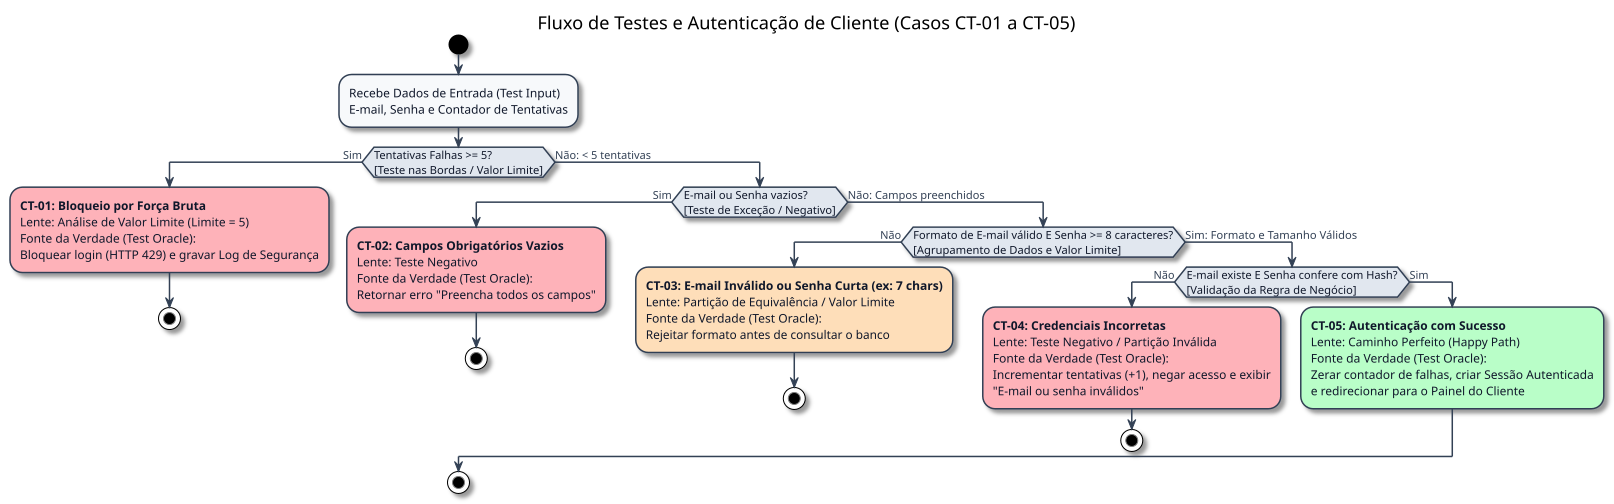 Fluxo de Testes e Autenticação de Cliente (Casos CT-01 a CT-05)
Recebe Dados de Entrada (Test Input)
E-mail, Senha e Contador de Tentativas
Sim
Tentativas Falhas >= 5?
[Teste nas Bordas / Valor Limite]
Não: < 5 tentativas
CT-01: Bloqueio por Força Bruta
Lente: Análise de Valor Limite (Limite = 5)
Fonte da Verdade (Test Oracle):
Bloquear login (HTTP 429) e gravar Log de Segurança
Sim
E-mail ou Senha vazios?
[Teste de Exceção / Negativo]
Não: Campos preenchidos
CT-02: Campos Obrigatórios Vazios
Lente: Teste Negativo
Fonte da Verdade (Test Oracle):
Retornar erro "Preencha todos os campos"
Não
Formato de E-mail válido E Senha >= 8 caracteres?
[Agrupamento de Dados e Valor Limite]
Sim: Formato e Tamanho Válidos
CT-03: E-mail Inválido ou Senha Curta (ex: 7 chars)
Lente: Partição de Equivalência / Valor Limite
Fonte da Verdade (Test Oracle):
Rejeitar formato antes de consultar o banco
Não
E-mail existe E Senha confere com Hash?
[Validação da Regra de Negócio]
Sim
CT-04: Credenciais Incorretas
Lente: Teste Negativo / Partição Inválida
Fonte da Verdade (Test Oracle):
Incrementar tentativas (+1), negar acesso e exibir
"E-mail ou senha inválidos"
CT-05: Autenticação com Sucesso
Lente: Caminho Perfeito (Happy Path)
Fonte da Verdade (Test Oracle):
Zerar contador de falhas, criar Sessão Autenticada
e redirecionar para o Painel do Cliente